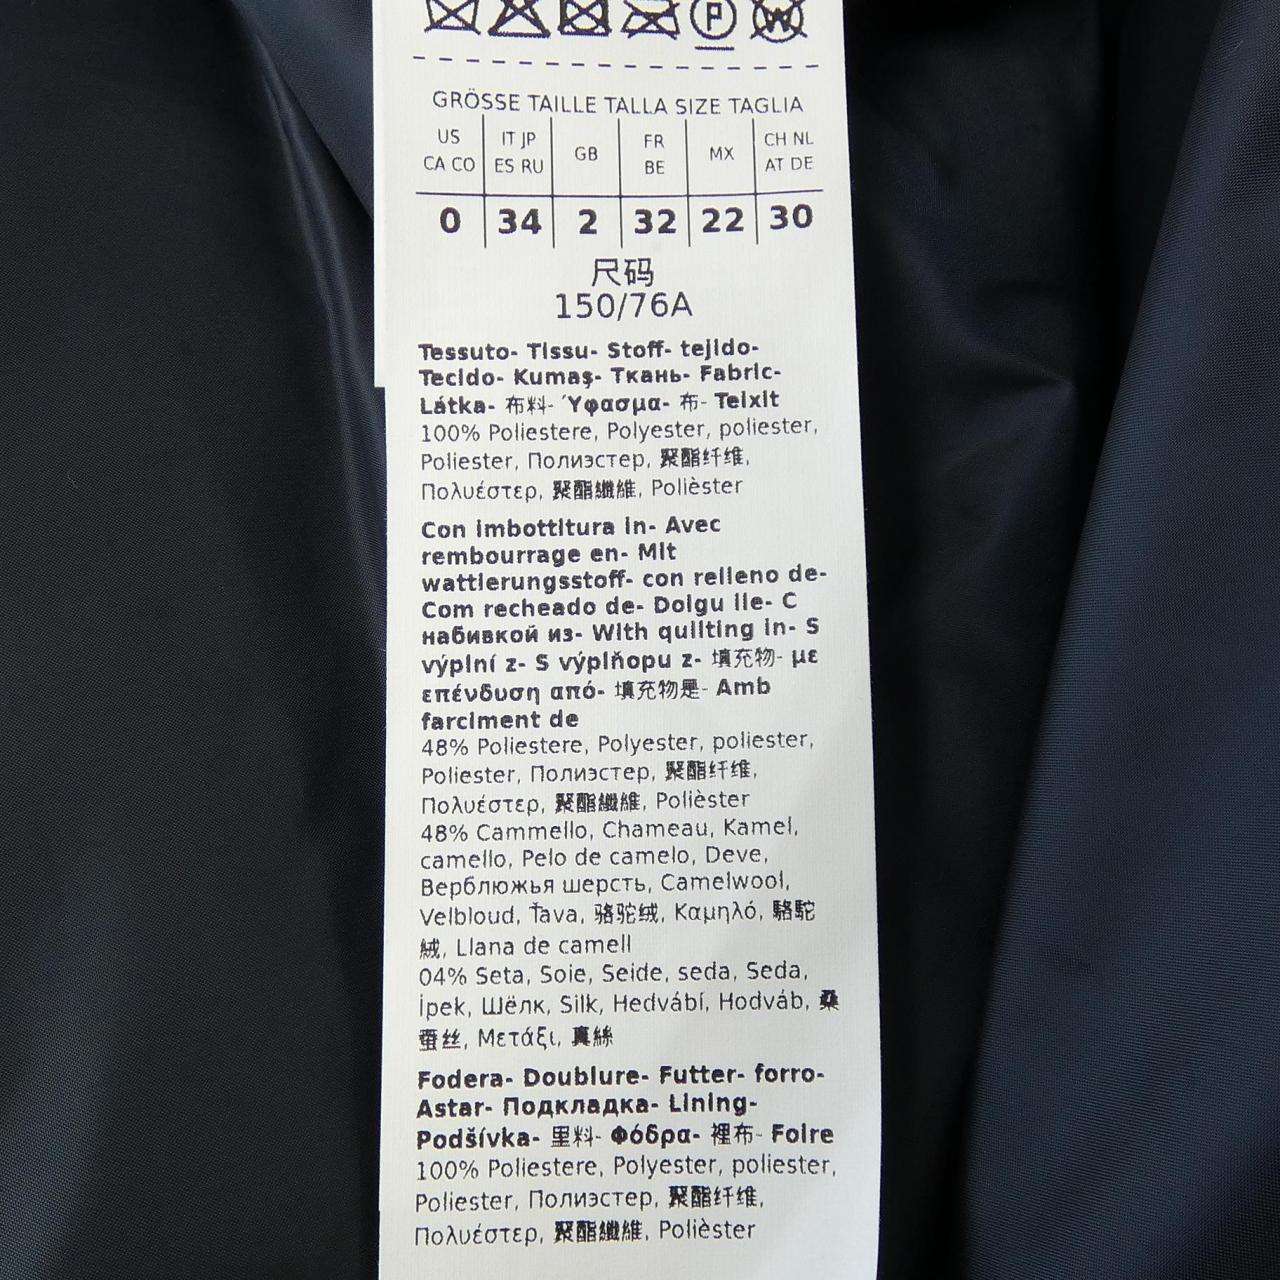 P
W
GRÖSSE TAILLE TALLA SIZE TAGLIA
US CA CO | IT JP ES RU | GB | FR BE | MX | CH NL AT DE
0 | 34 | 2 | 32 | 22 | 30
尺码
150/76A
Tessuto- Tissu- Stoff- tejido-
Tecido- Kumaş- Ткань- Fabric-
Látka- 布料- Ύφασμα- 布- Teixit
100% Poliestere, Polyester, poliester,
Poliester, Полиэстер, 聚酯纤维,
Πολυέστερ, 聚酯纖維, Polièster
Con imbottitura in- Avec
rembourrage en- Mit
wattierungsstoff- con relleno de-
Com recheado de- Dolgu ile- С
набивкой из- With quilting in- S
výplní z- S výplňopu z- 填充物- με
επένδυση από- 填充物是- Amb
farciment de
48% Poliestere, Polyester, poliester,
Poliester, Полиэстер, 聚酯纤维,
Πολυέστερ, 聚酯纖維, Polièster
48% Cammello, Chameau, Kamel,
camello, Pelo de camelo, Deve,
Верблюжья шерсть, Camelwool,
Velbloud, Ťava, 骆驼绒, Καμηλό, 駱駝
絨, Llana de camell
04% Seta, Soie, Seide, seda, Seda,
İpek, Шёлк, Silk, Hedvábí, Hodváb, 桑
蚕丝, Μετάξι, 真絲
Fodera- Doublure- Futter- forro-
Astar- Подкладка- Lining-
Podšívka- 里料- Φόδρα- 裡布- Folre
100% Poliestere, Polyester, poliester,
Poliester, Полиэстер, 聚酯纤维,
Πολυέστερ, 聚酯纖維, Polièster